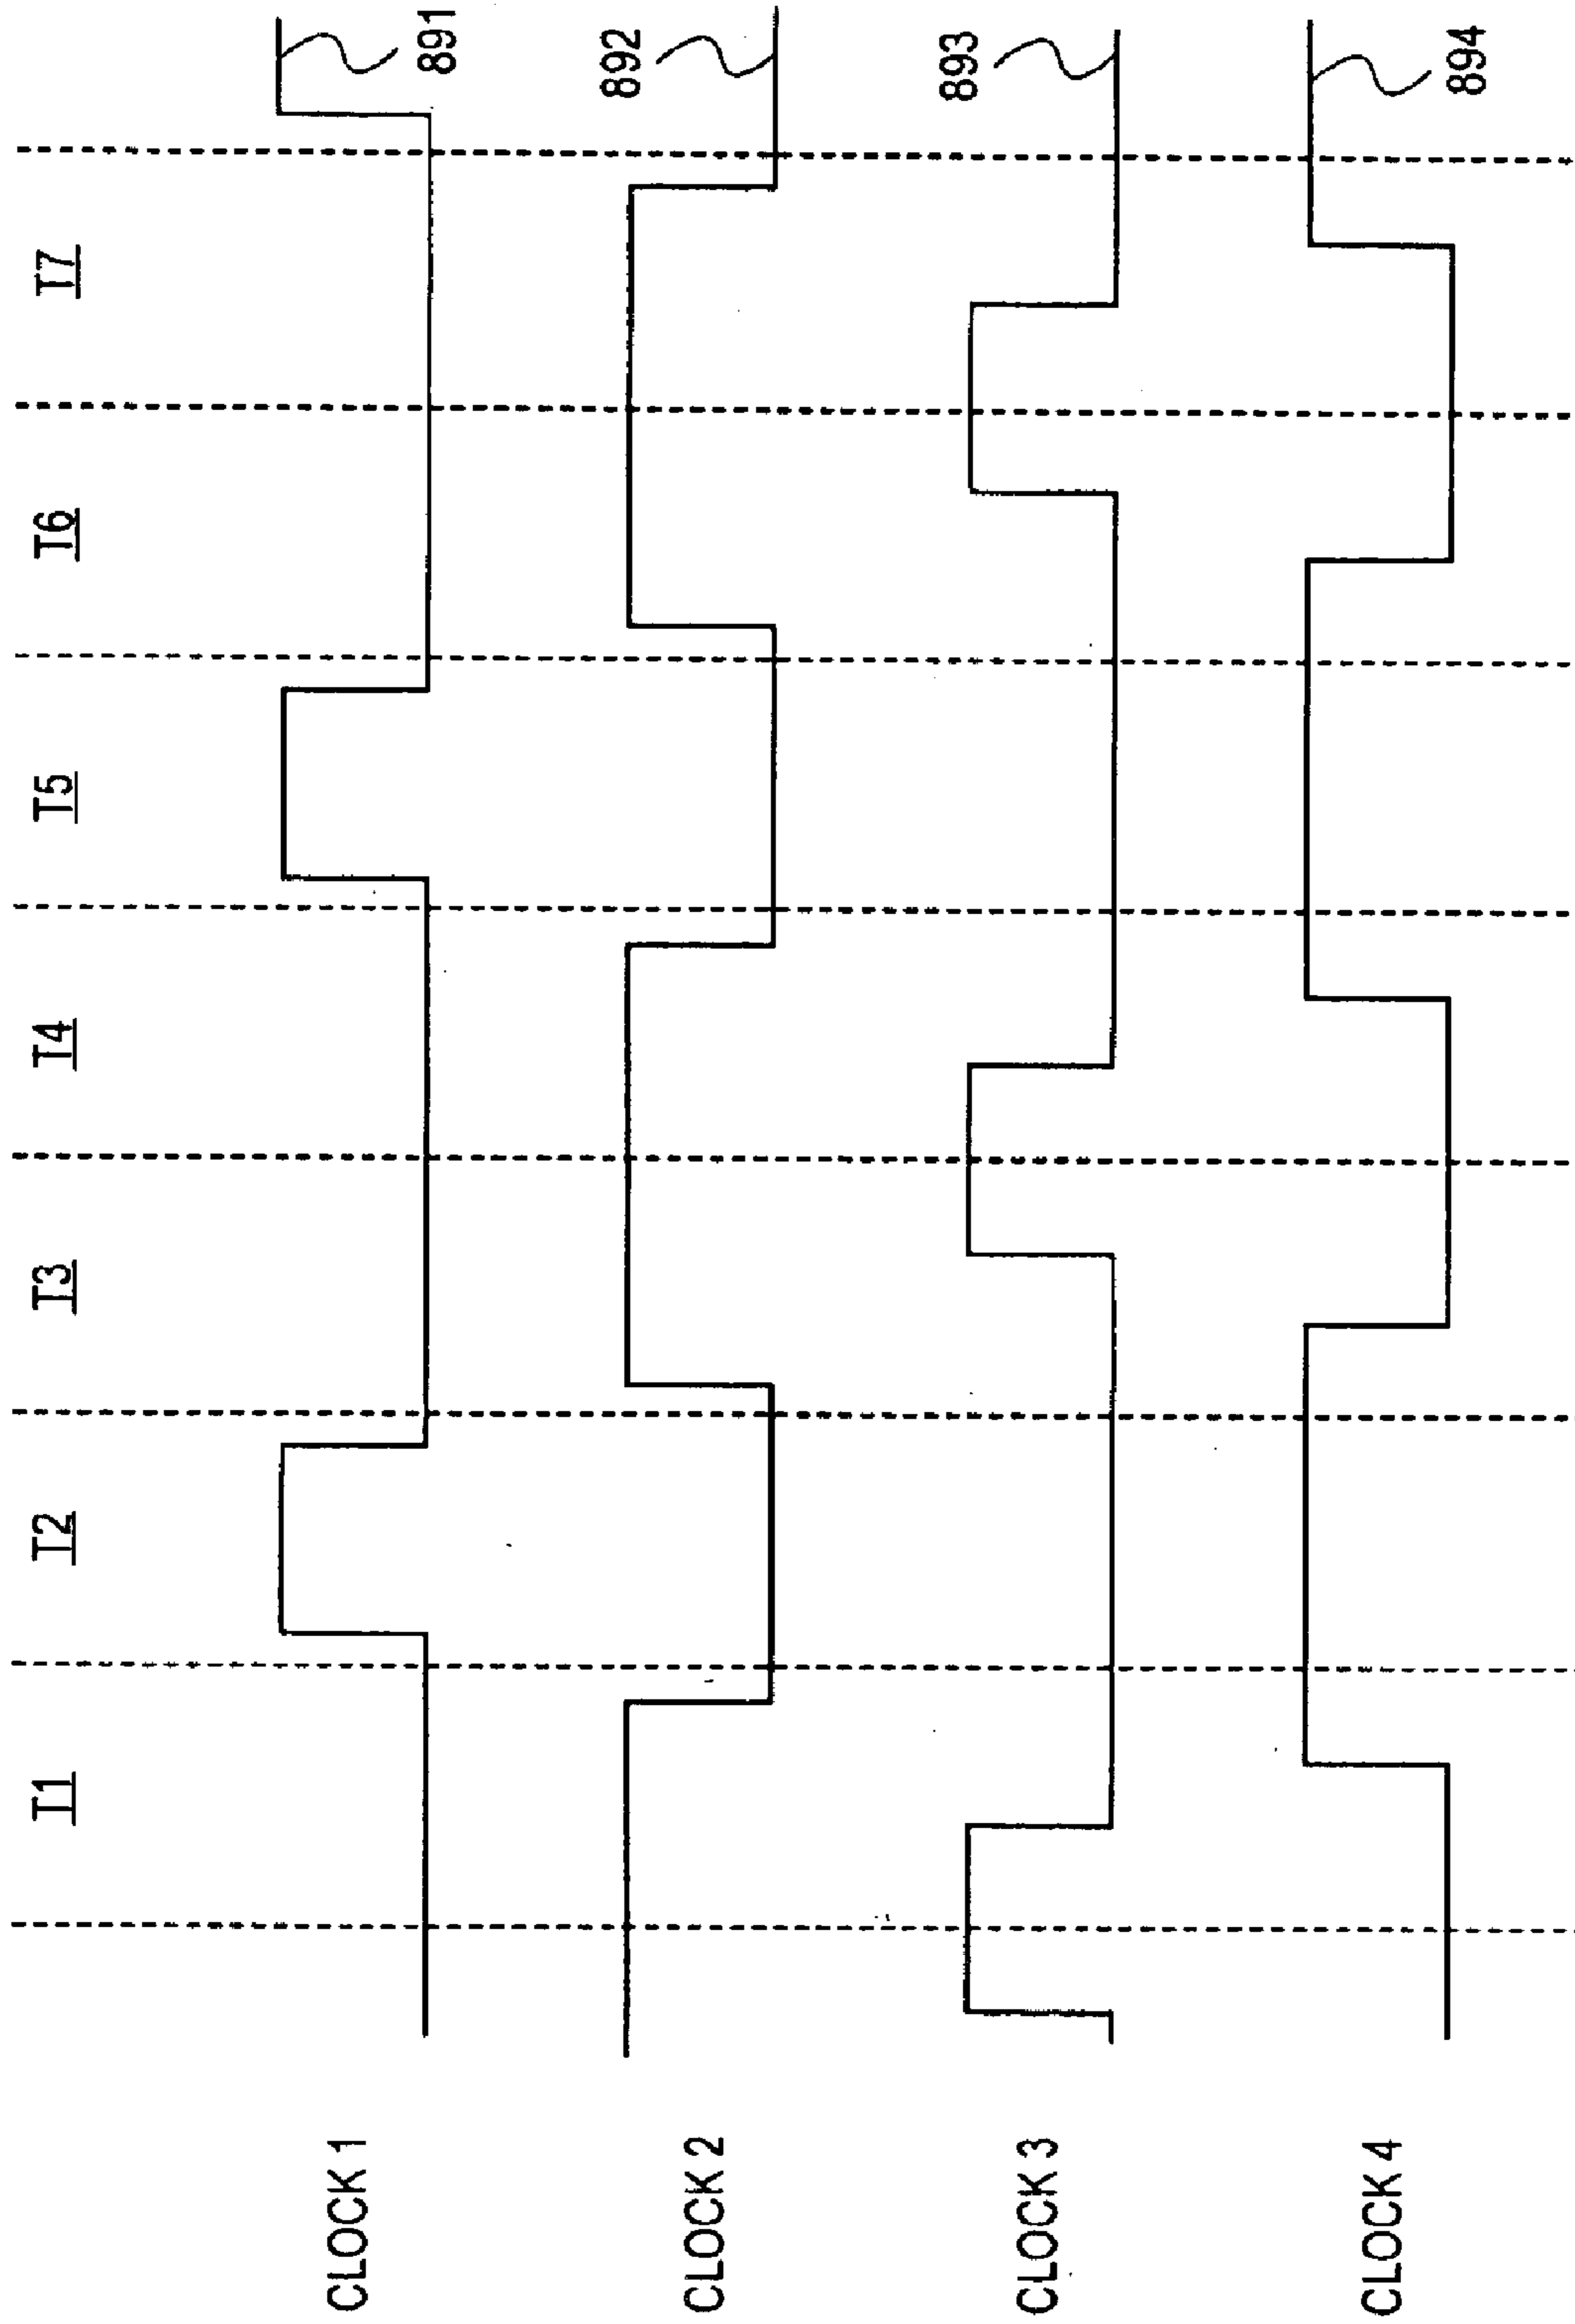 T1 T2 T3 T4 T5 T6 T7
CLOCK 1
891
CLOCK 2
892
CLOCK 3
893
CLOCK 4
894